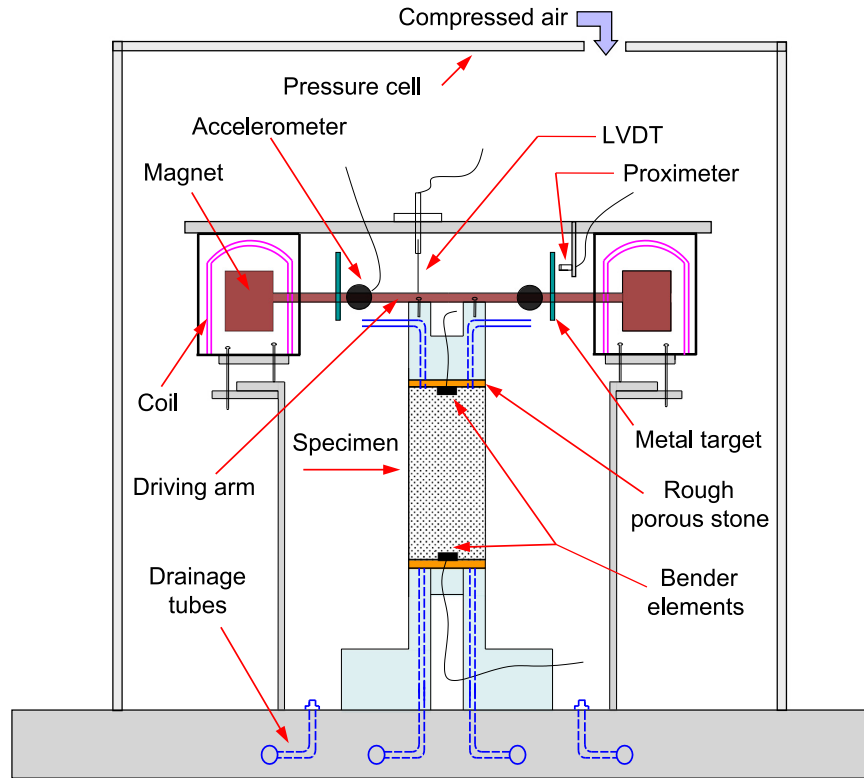 Compressed air
Pressure cell
Accelerometer
LVDT
Magnet
Proximeter
Coil
Metal target
Specimen
Driving arm
Rough
porous stone
Drainage
tubes
Bender
elements